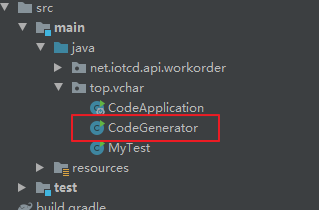 src
main
java
net.iotcd.api.workorder
top.vchar
CodeApplication
CodeGenerator
MyTest
resources
test
build.gradle